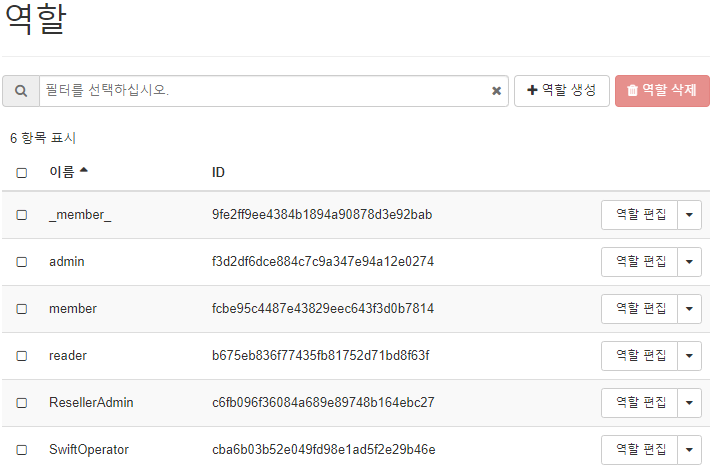 역할
필터를 선택하십시오.
역할 생성
역할 삭제
6 항목 표시
이름 ID
_member_ 9fe2ff9ee4384b1894a90878d3e92bab 역할 편집
admin f3d2df6dce884c7c9a347e94a12e0274 역할 편집
member fcbe95c4487e43829eec643f3d0b7814 역할 편집
reader b675eb836f77435fb81752d71bd8f63f 역할 편집
ResellerAdmin c6fb096f36084a689e89748b164ebc27 역할 편집
SwiftOperator cba6b03b52e049fd98e1ad5f2e29b46e 역할 편집